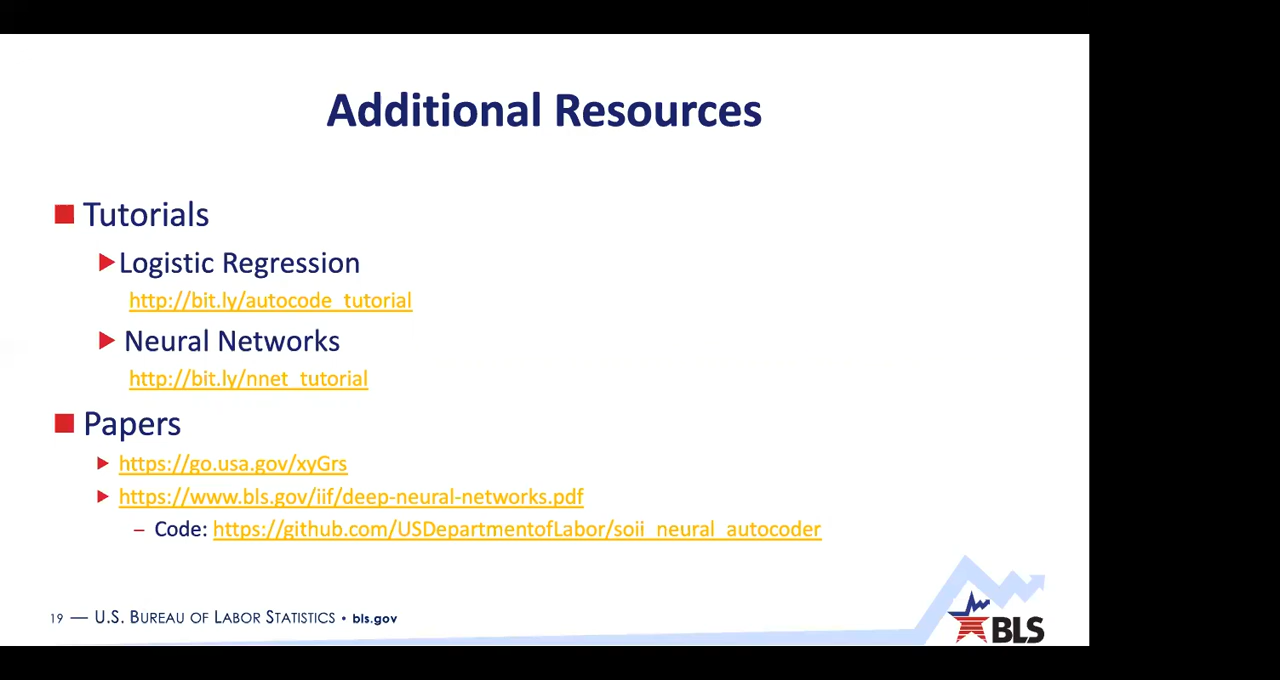 Additional Resources
Tutorials
Logistic Regression
http://bit.ly/autocode_tutorial
Neural Networks
http://bit.ly/nnet_tutorial
Papers
https://go.usa.gov/xyGrs
https://www.bls.gov/iif/deep-neural-networks.pdf
– Code: https://github.com/USDepartmentofLabor/soii_neural_autocoder
19 — U.S. BUREAU OF LABOR STATISTICS • bls.gov
BLS